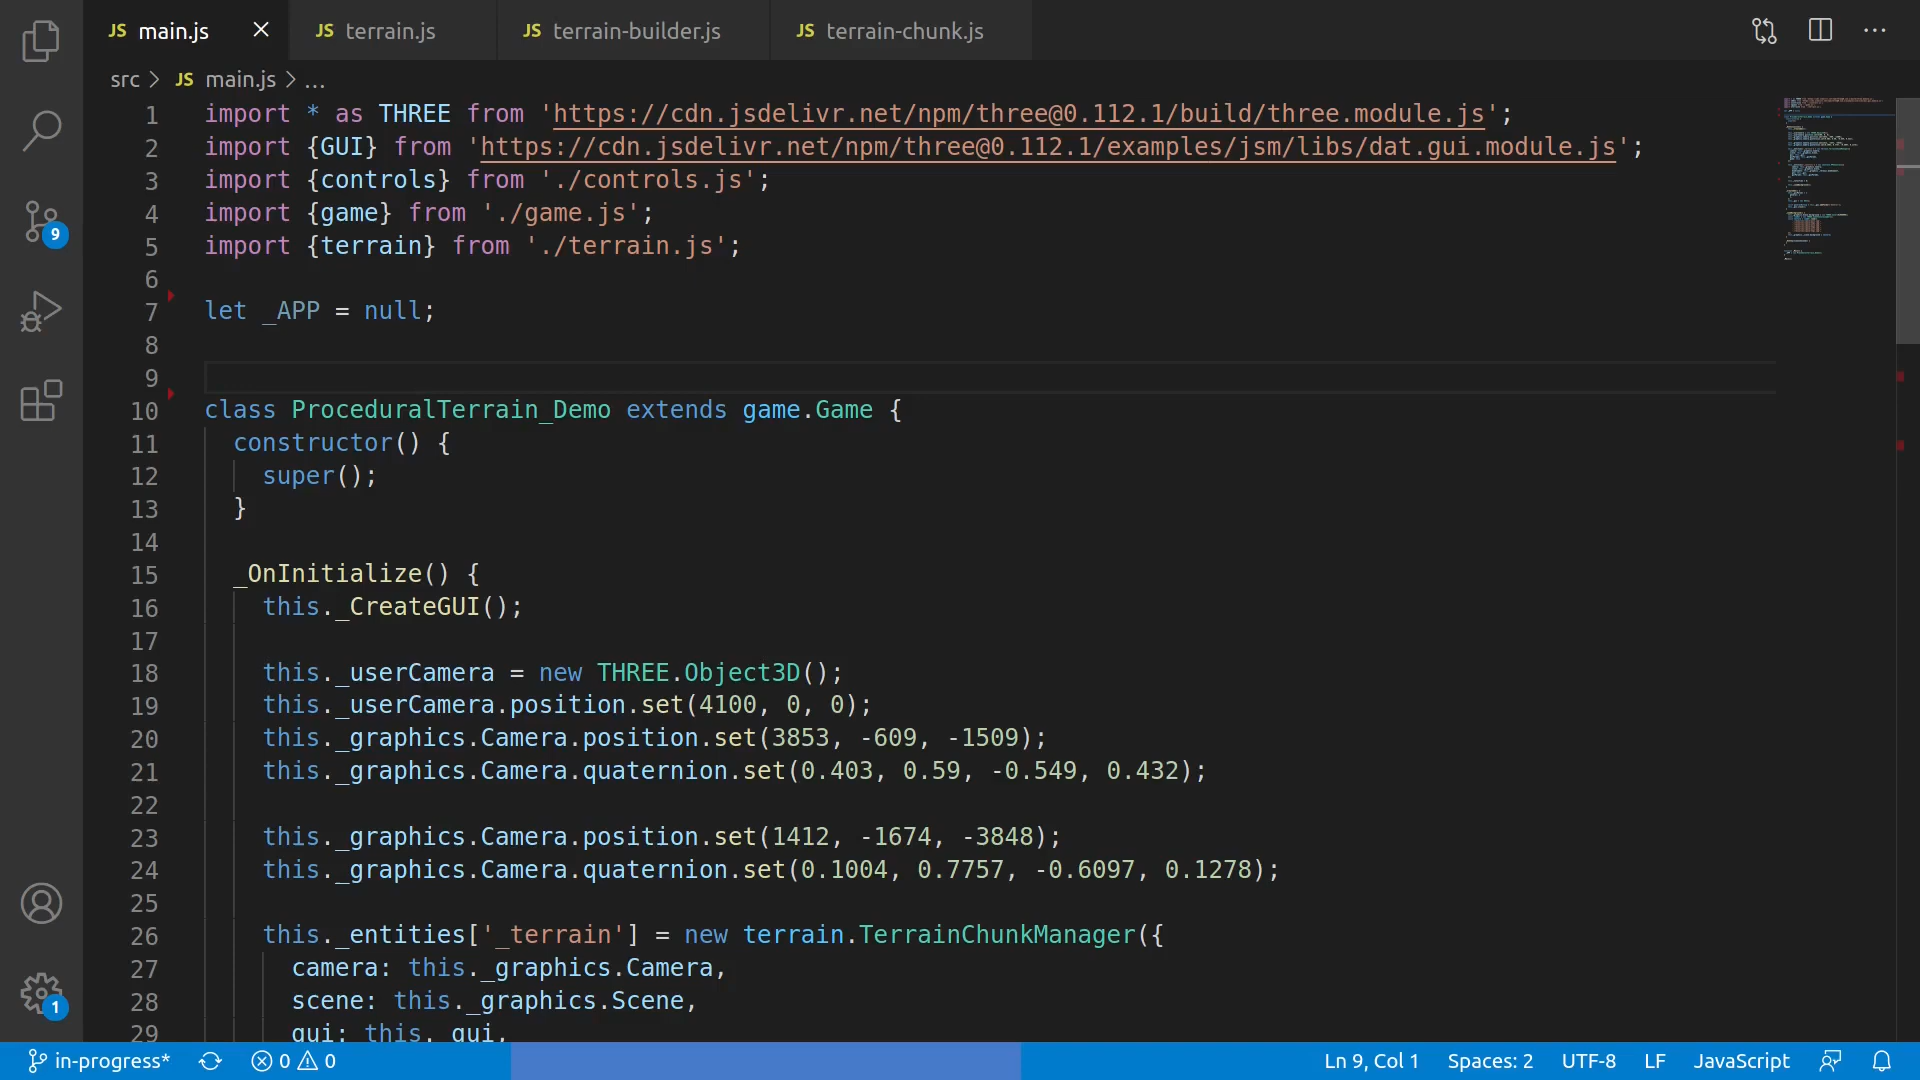 JS main.js
JS terrain.js
JS terrain-builder.js
JS terrain-chunk.js
src > JS main.js > ...
1 import * as THREE from 'https://cdn.jsdelivr.net/npm/three@0.112.1/build/three.module.js';
2 import {GUI} from 'https://cdn.jsdelivr.net/npm/three@0.112.1/examples/jsm/libs/dat.gui.module.js';
3 import {controls} from './controls.js';
4 import {game} from './game.js';
5 import {terrain} from './terrain.js';
6
7 let _APP = null;
8
9
10 class ProceduralTerrain_Demo extends game.Game {
11 constructor() {
12 super();
13 }
14
15 _OnInitialize() {
16 this._CreateGUI();
17
18 this._userCamera = new THREE.Object3D();
19 this._userCamera.position.set(4100, 0, 0);
20 this._graphics.Camera.position.set(3853, -609, -1509);
21 this._graphics.Camera.quaternion.set(0.403, 0.59, -0.549, 0.432);
22
23 this._graphics.Camera.position.set(1412, -1674, -3848);
24 this._graphics.Camera.quaternion.set(0.1004, 0.7757, -0.6097, 0.1278);
25
26 this._entities['_terrain'] = new terrain.TerrainChunkManager({
27 camera: this._graphics.Camera,
28 scene: this._graphics.Scene,
29 gui: this._gui,
9
1
in-progress* 0 0 Ln 9, Col 1 Spaces: 2 UTF-8 LF JavaScript